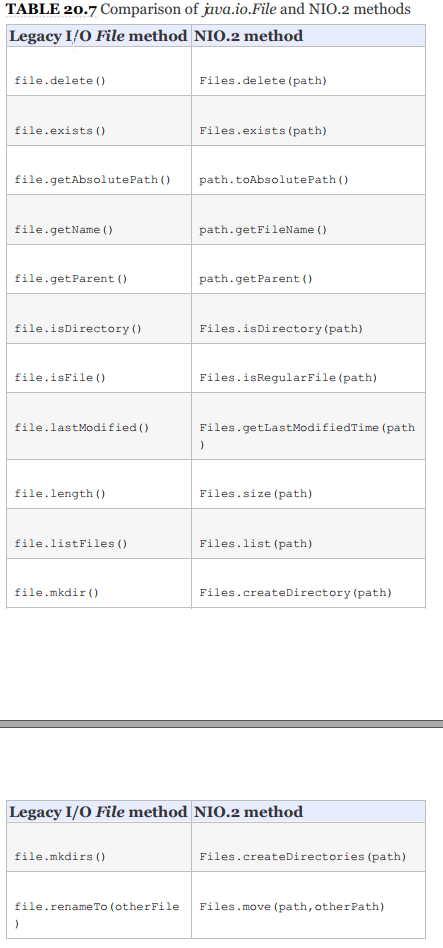 TABLE 20.7 Comparison of java.io.File and NIO.2 methods
Legacy I/O File method NIO.2 method
file.delete() Files.delete(path)
file.exists() Files.exists(path)
file.getAbsolutePath() path.toAbsolutePath()
file.getName() path.getFileName()
file.getParent() path.getParent()
file.isDirectory() Files.isDirectory(path)
file.isFile() Files.isRegularFile(path)
file.lastModified() Files.getLastModifiedTime(path
)
file.length() Files.size(path)
file.listFiles() Files.list(path)
file.mkdir() Files.createDirectory(path)
Legacy I/O File method NIO.2 method
file.mkdirs() Files.createDirectories(path)
file.renameTo(otherFile Files.move(path,otherPath)
)